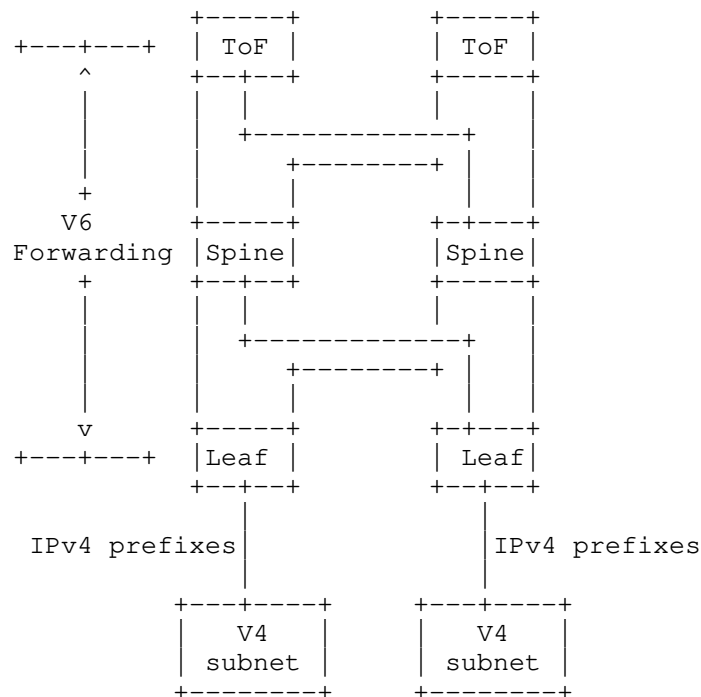 ToF ToF
V6
Forwarding Spine Spine
Leaf Leaf
IPv4 prefixes IPv4 prefixes
V4 V4
subnet subnet